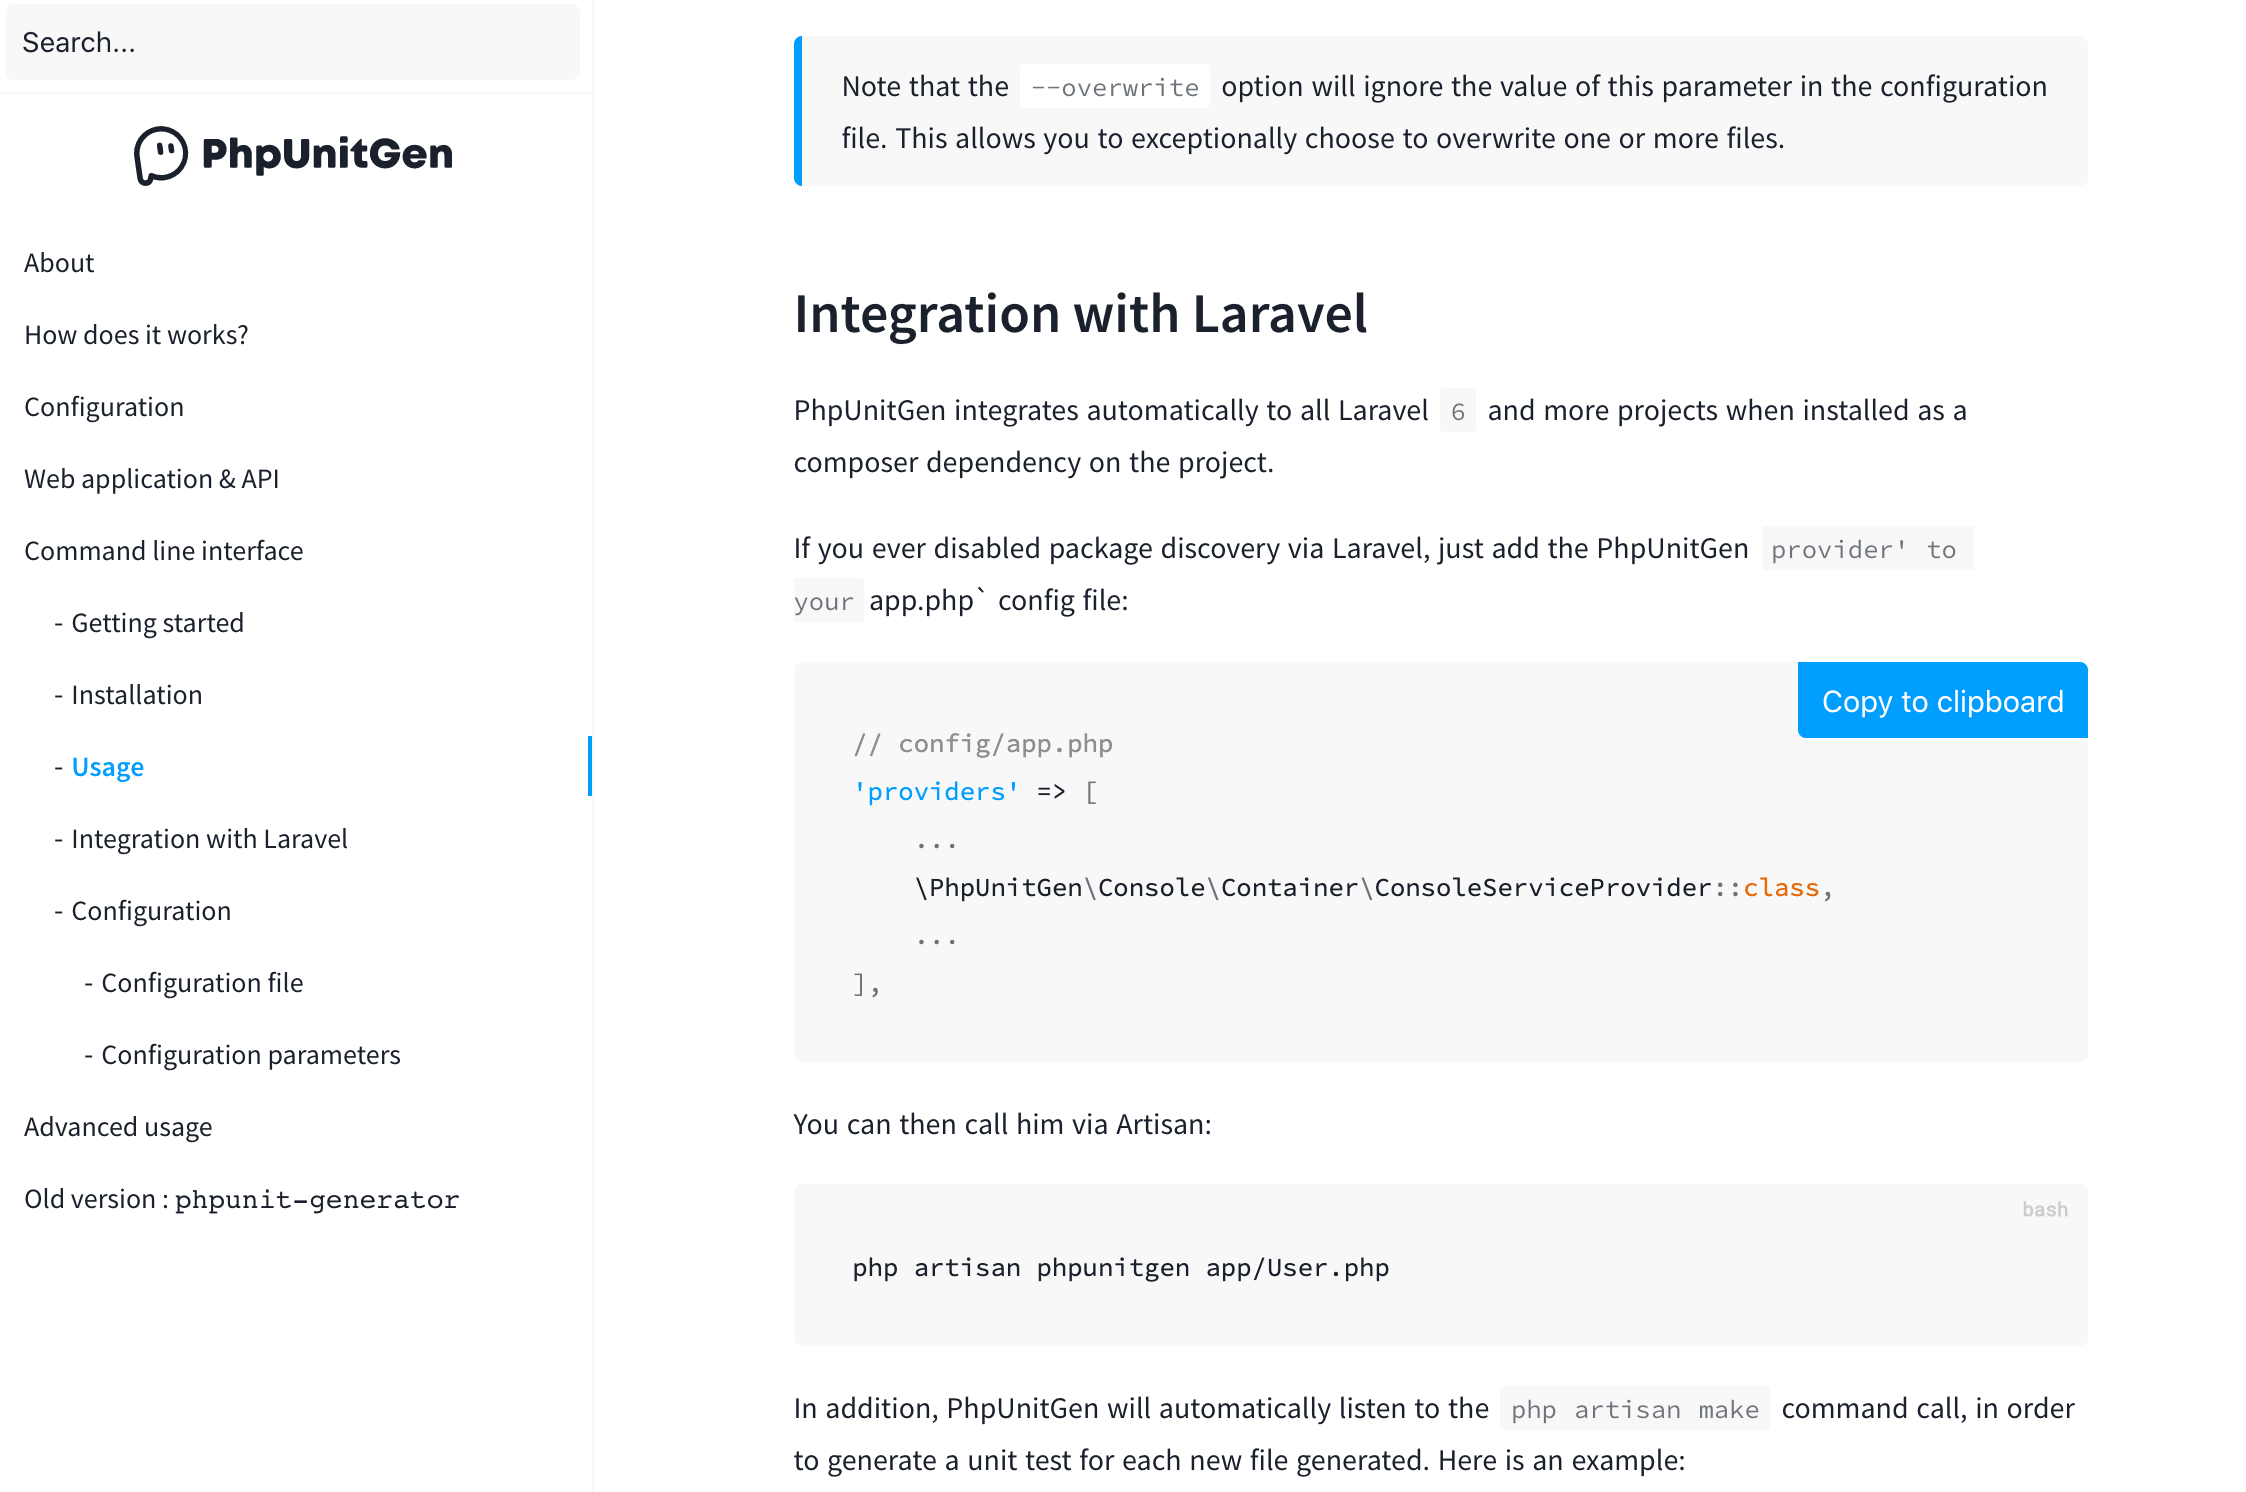 Search...
PhpUnitGen
About
How does it works?
Configuration
Web application & API
Command line interface
- Getting started
- Installation
- Usage
- Integration with Laravel
- Configuration
- Configuration file
- Configuration parameters
Advanced usage
Old version : phpunit-generator
Note that the --overwrite option will ignore the value of this parameter in the configuration
file. This allows you to exceptionally choose to overwrite one or more files.
Integration with Laravel
PhpUnitGen integrates automatically to all Laravel 6 and more projects when installed as a
composer dependency on the project.
If you ever disabled package discovery via Laravel, just add the PhpUnitGen provider' to
your app.php` config file:
Copy to clipboard
// config/app.php
'providers' => [
    ...
    \PhpUnitGen\Console\Container\ConsoleServiceProvider::class,
    ...
],
You can then call him via Artisan:
bash
php artisan phpunitgen app/User.php
In addition, PhpUnitGen will automatically listen to the php artisan make command call, in order
to generate a unit test for each new file generated. Here is an example: